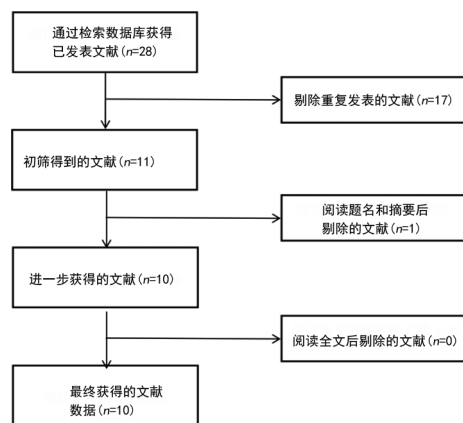 通过检索数据库获得
已发表文献(n=28)
剔除重复发表的文献(n=17)
初筛得到的文献(n=11)
阅读题名和摘要后
剔除的文献(n=1)
进一步获得的文献(n=10)
阅读全文后剔除的文献(n=0)
最终获得的文献
数据(n=10)